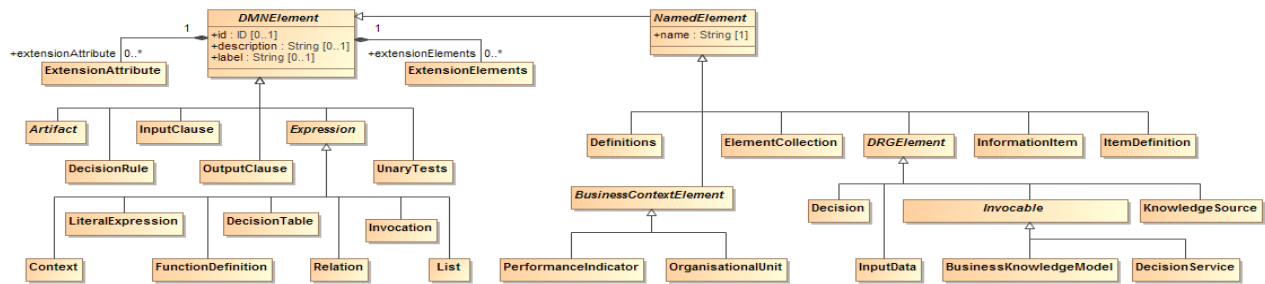 DMNElement
+id : ID [0..1]
+description : String [0..1]
+label : String [0..1]
NamedElement
+name : String [1]
1
1
+extensionAttribute 0..*
+extensionElements 0..*
ExtensionAttribute
ExtensionElements
Artifact
InputClause
Expression
DecisionRule
OutputClause
UnaryTests
Definitions
ElementCollection
DRGElement
InformationItem
ItemDefinition
LiteralExpression
DecisionTable
Invocation
Context
FunctionDefinition
Relation
List
BusinessContextElement
PerformanceIndicator
OrganisationalUnit
Decision
Invocable
KnowledgeSource
InputData
BusinessKnowledgeModel
DecisionService